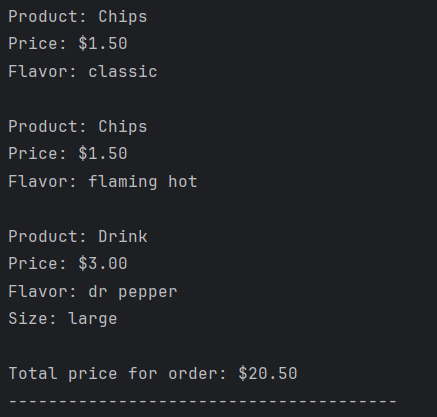 Product: Chips
Price: $1.50
Flavor: classic
Product: Chips
Price: $1.50
Flavor: flaming hot
Product: Drink
Price: $3.00
Flavor: dr pepper
Size: large
Total price for order: $20.50
---------------------------------------